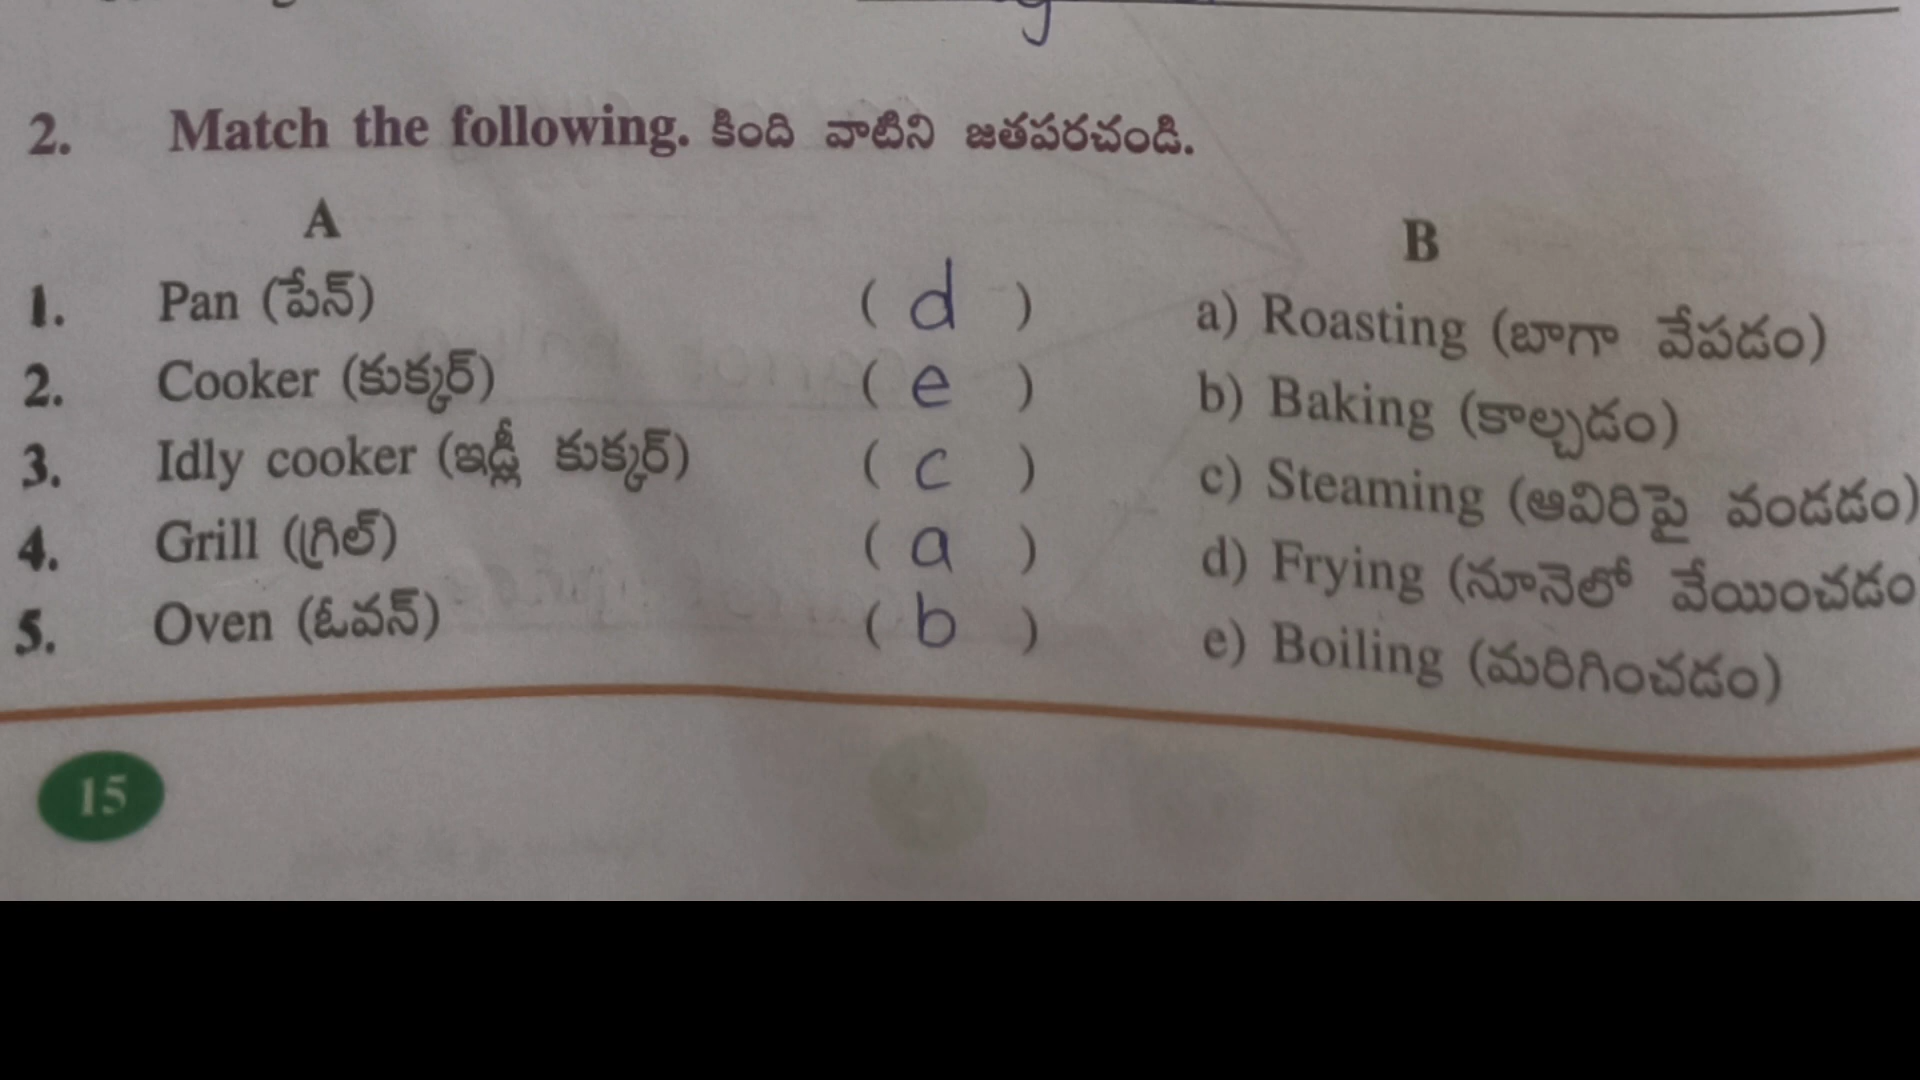 2. Match the following. కింది వాటిని జతపరచండి.
A B
1. Pan (పేన్) ( d ) a) Roasting (బాగా వేపడం)
2. Cooker (కుక్కర్) ( e ) b) Baking (కాల్చడం)
3. Idly cooker (ఇడ్లీ కుక్కర్) ( c ) c) Steaming (ఆవిరిపై వండడం)
4. Grill (గ్రిల్) ( a ) d) Frying (నూనెలో వేయించడం
5. Oven (ఓవన్) ( b ) e) Boiling (మరిగించడం)
15